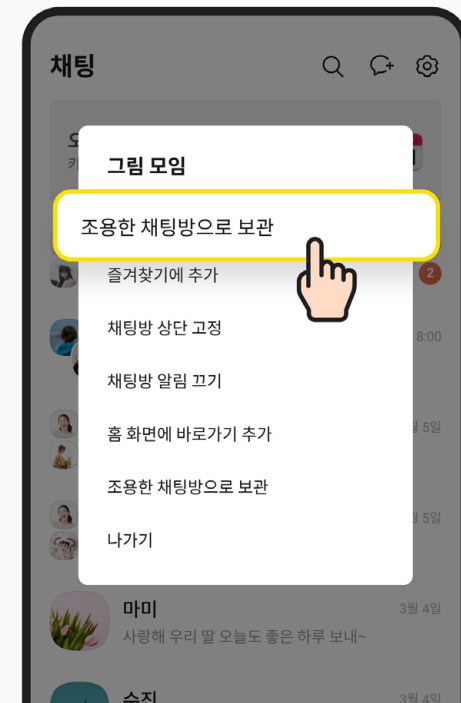 채팅
그림 모임
조용한 채팅방으로 보관
즐겨찾기에 추가
2
채팅방 상단 고정
8:00
채팅방 알림 끄기
홈 화면에 바로가기 추가
5일
조용한 채팅방으로 보관
5일
나가기
마미
3월 4일
사랑해 우리 딸 오늘도 좋은 하루 보내~
수진
3월 4일